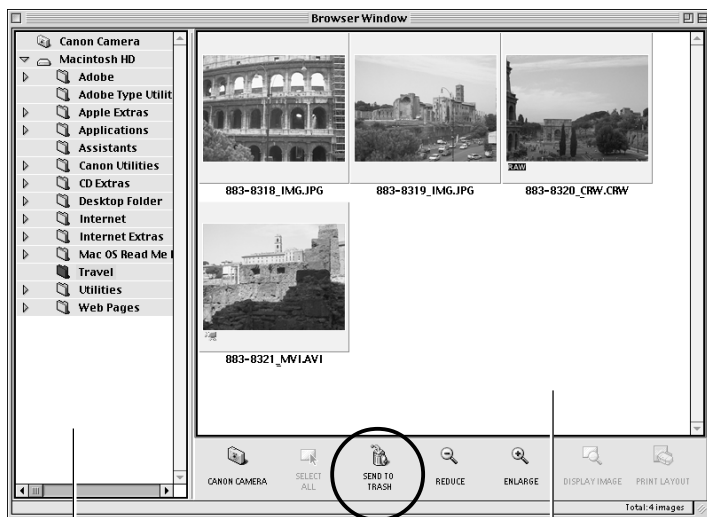 Browser Window
Canon Camera
Macintosh HD
Adobe
Adobe Type Utilit
Apple Extras
Applications
Assistants
Canon Utilities
CD Extras
Desktop Folder
Internet
Internet Extras
Mac OS Read Me
Travel
Utilities
Web Pages
883-8318_IMG.JPG
883-8319_IMG.JPG
RAW
883-8320_CRW.CRW
883-8321_MVI.AVI
CANON CAMERA
SELECT ALL
SEND TO TRASH
REDUCE
ENLARGE
DISPLAY IMAGE
PRINT LAYOUT
Total:4 images